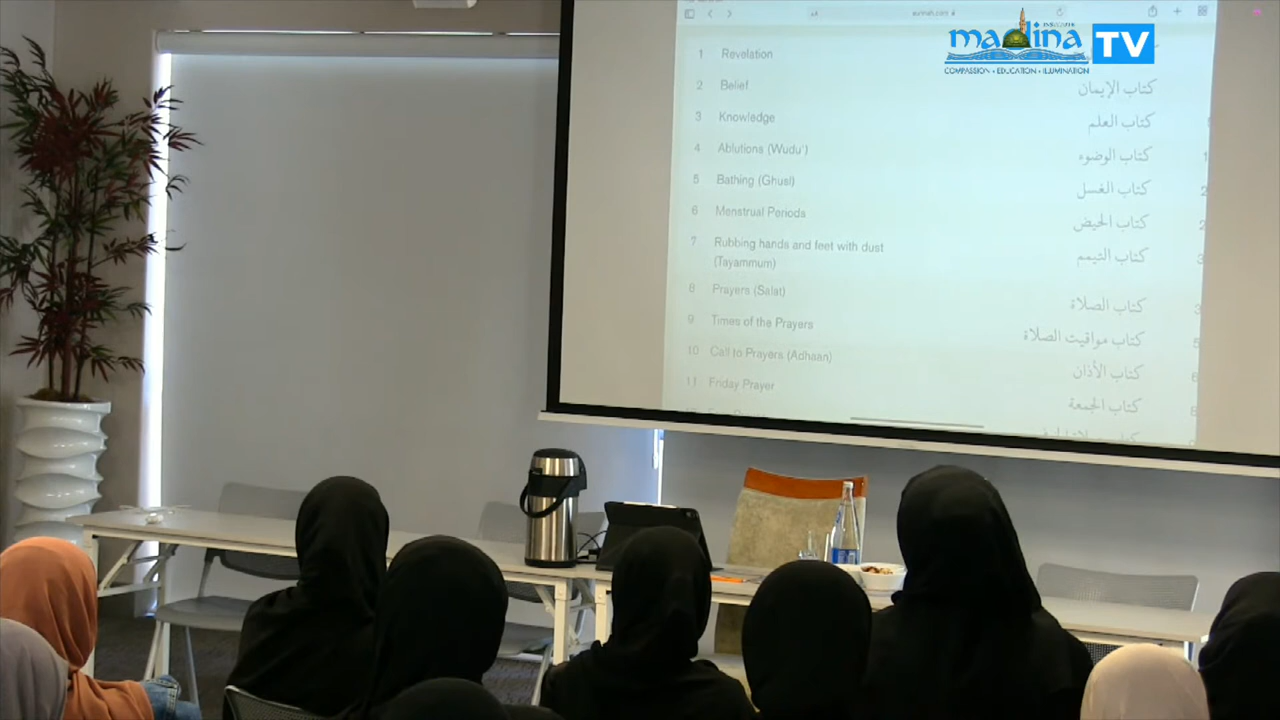 sunnah.com
INSTITUTE
madina TV
COMPASSION • EDUCATION • ILLUMINATION
1 Revelation
2 Belief كتاب الإيمان
3 Knowledge كتاب العلم
4 Ablutions (Wudu') كتاب الوضوء
5 Bathing (Ghusl) كتاب الغسل
6 Menstrual Periods كتاب الحيض
7 Rubbing hands and feet with dust كتاب التيمم
(Tayammum)
8 Prayers (Salat) كتاب الصلاة
9 Times of the Prayers كتاب مواقيت الصلاة
10 Call to Prayers (Adhaan) كتاب الأذان
11 Friday Prayer كتاب الجمعة